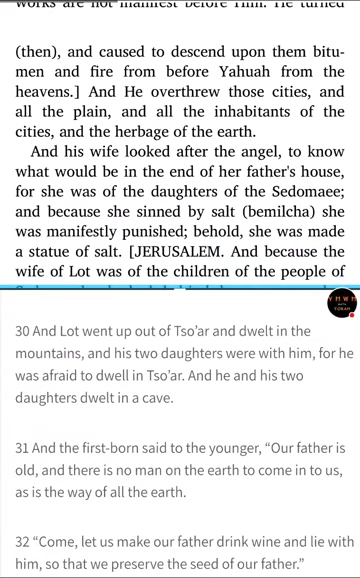 works are not manifest before Him. He turned
(then), and caused to descend upon them bitu-
men and fire from before Yahuah from the
heavens.] And He overthrew those cities, and
all the plain, and all the inhabitants of the
cities, and the herbage of the earth.
And his wife looked after the angel, to know
what would be in the end of her father's house,
for she was of the daughters of the Sedomaee;
and because she sinned by salt (bemilcha) she
was manifestly punished; behold, she was made
a statue of salt. [JERUSALEM. And because the
wife of Lot was of the children of the people of
Y M W M
TORAH
30 And Lot went up out of Tso’ar and dwelt in the
mountains, and his two daughters were with him, for he
was afraid to dwell in Tso’ar. And he and his two
daughters dwelt in a cave.
31 And the first-born said to the younger, “Our father is
old, and there is no man on the earth to come in to us,
as is the way of all the earth.
32 “Come, let us make our father drink wine and lie with
him, so that we preserve the seed of our father.”